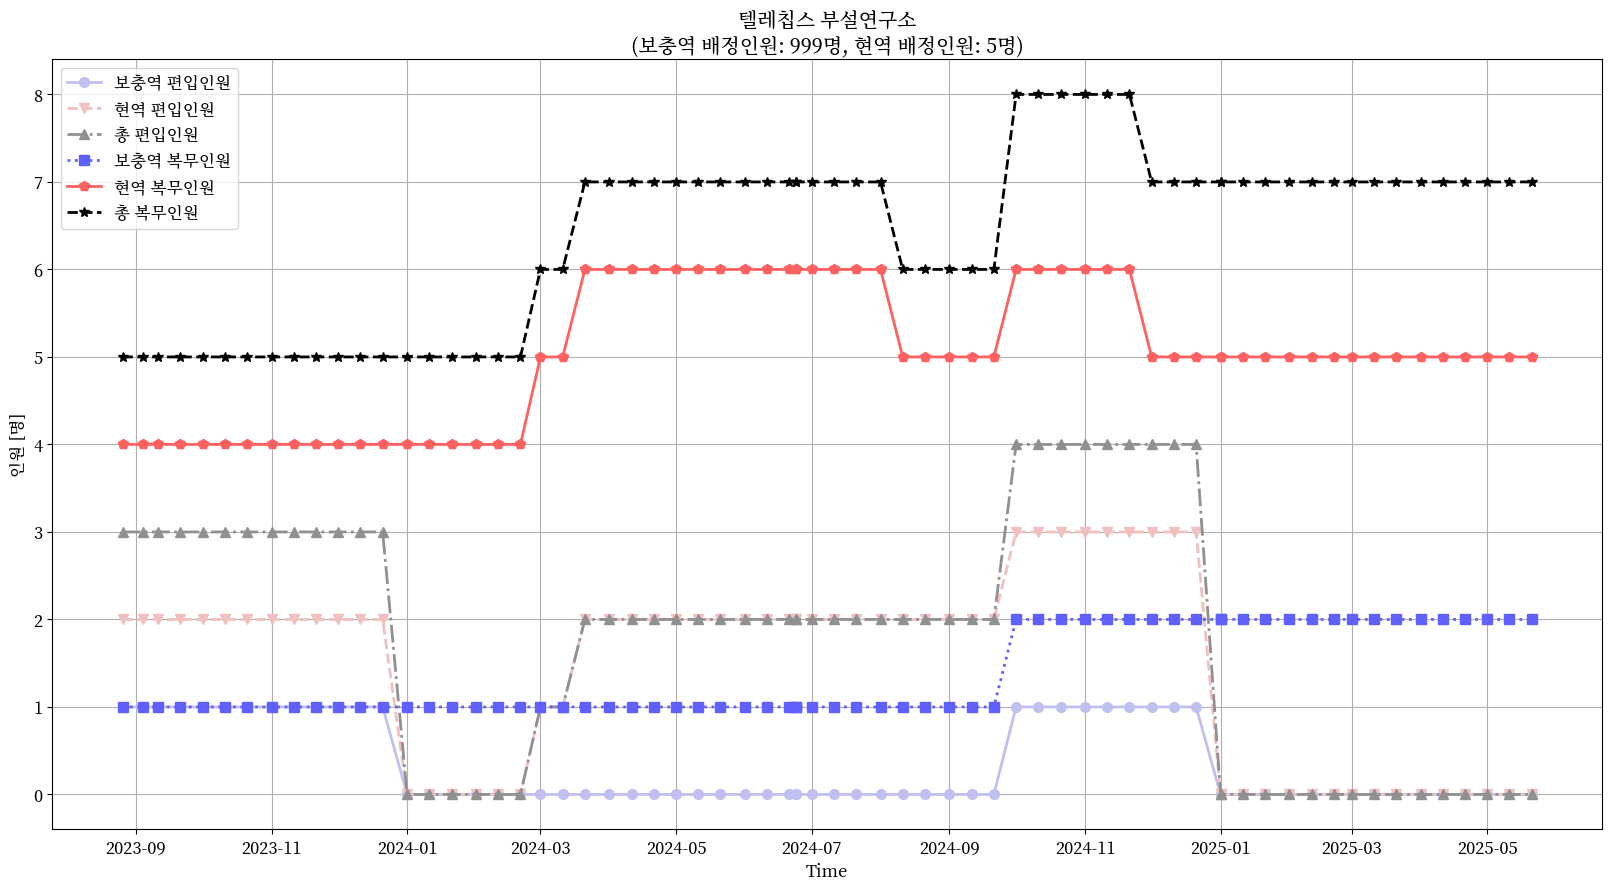 텔레칩스 부설연구소
(보충역 배정인원: 999명, 현역 배정인원: 5명)
보충역 편입인원
현역 편입인원
총 편입인원
보충역 복무인원
현역 복무인원
총 복무인원
인원 [명]
8
7
6
5
4
3
2
1
0
2023-09
2023-11
2024-01
2024-03
2024-05
2024-07
2024-09
2024-11
2025-01
2025-03
2025-05
Time